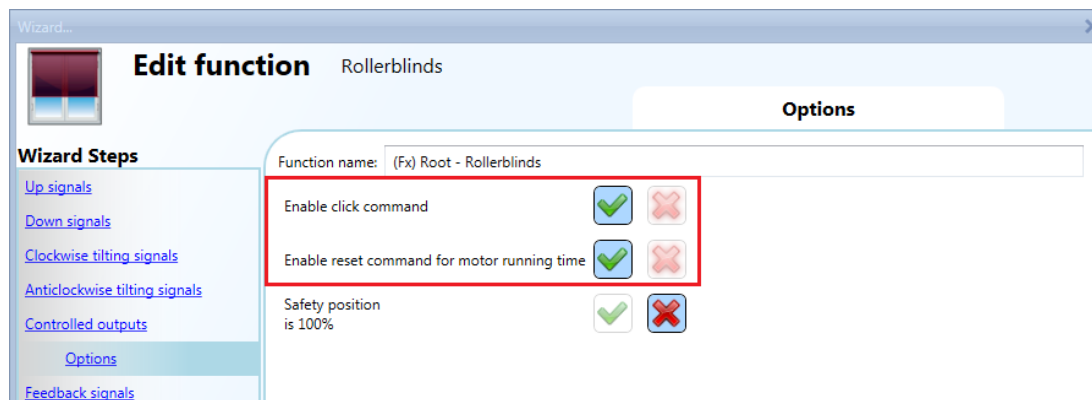 Wizard...
Edit function Rollerblinds
Options
Wizard Steps
Function name: (Fx) Root - Rollerblinds
Up signals
Enable click command
Down signals
Clockwise tilting signals
Enable reset command for motor running time
Anticlockwise tilting signals
Safety position
is 100%
Controlled outputs
Options
Feedback signals